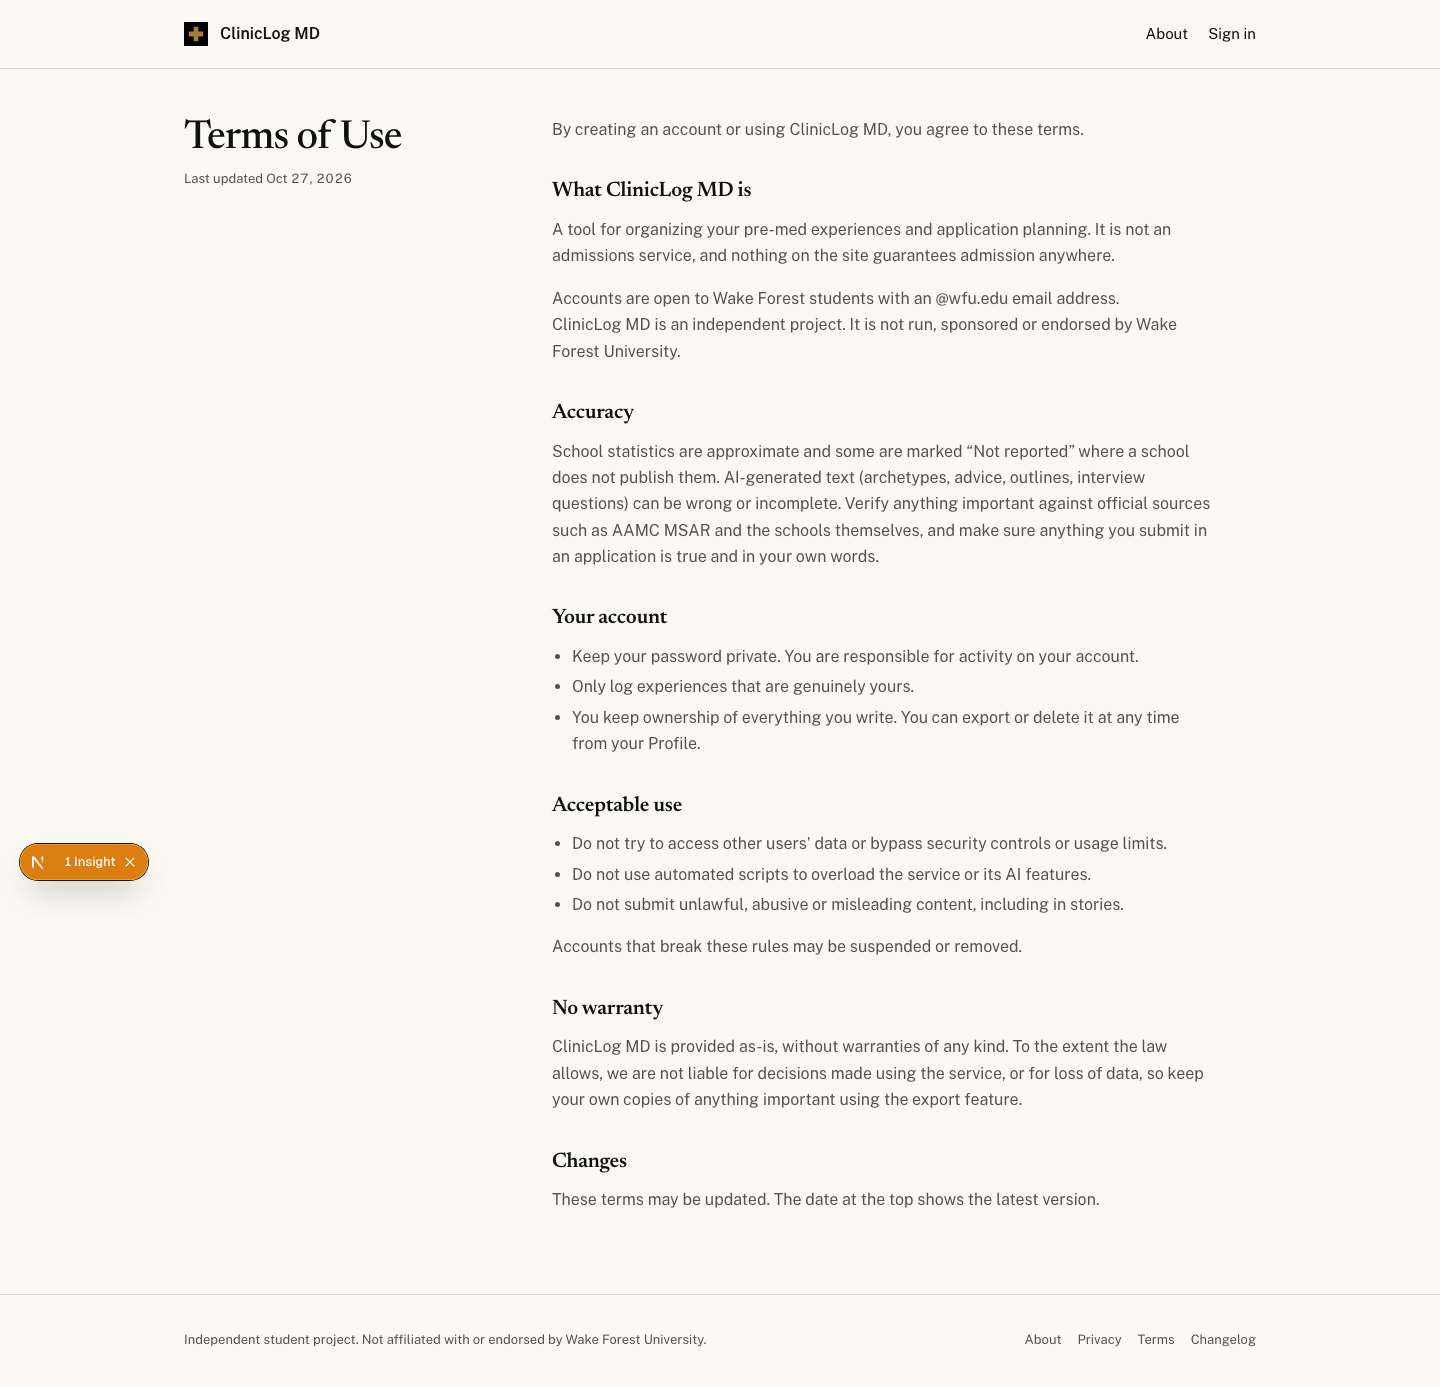 ClinicLog MD
About
Sign in
Terms of Use
Last updated Oct 27, 2026
By creating an account or using ClinicLog MD, you agree to these terms.
What ClinicLog MD is
A tool for organizing your pre-med experiences and application planning. It is not an
admissions service, and nothing on the site guarantees admission anywhere.
Accounts are open to Wake Forest students with an @wfu.edu email address.
ClinicLog MD is an independent project. It is not run, sponsored or endorsed by Wake
Forest University.
Accuracy
School statistics are approximate and some are marked “Not reported” where a school
does not publish them. AI-generated text (archetypes, advice, outlines, interview
questions) can be wrong or incomplete. Verify anything important against official sources
such as AAMC MSAR and the schools themselves, and make sure anything you submit in
an application is true and in your own words.
Your account
• Keep your password private. You are responsible for activity on your account.
• Only log experiences that are genuinely yours.
• You keep ownership of everything you write. You can export or delete it at any time
from your Profile.
Acceptable use
• Do not try to access other users' data or bypass security controls or usage limits.
• Do not use automated scripts to overload the service or its AI features.
• Do not submit unlawful, abusive or misleading content, including in stories.
Accounts that break these rules may be suspended or removed.
No warranty
ClinicLog MD is provided as-is, without warranties of any kind. To the extent the law
allows, we are not liable for decisions made using the service, or for loss of data, so keep
your own copies of anything important using the export feature.
Changes
These terms may be updated. The date at the top shows the latest version.
1 Insight
Independent student project. Not affiliated with or endorsed by Wake Forest University.
About
Privacy
Terms
Changelog